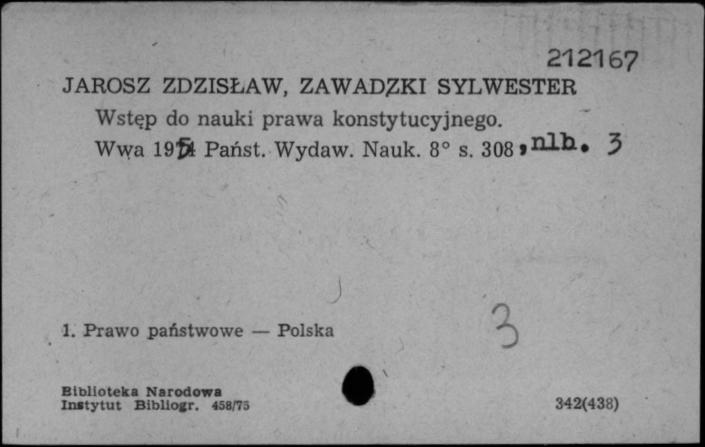 212167
JAROSZ ZDZISŁAW, ZAWADZKI SYLWESTER
Wstęp do nauki prawa konstytucyjnego.
Wwa Państ. Wydaw. Nauk. 8° s. 308, nlb. 3
1. Prawo państwowe — Polska
3
Biblioteka Narodowa
Instytut Bibliogr. 458/75
342(438)